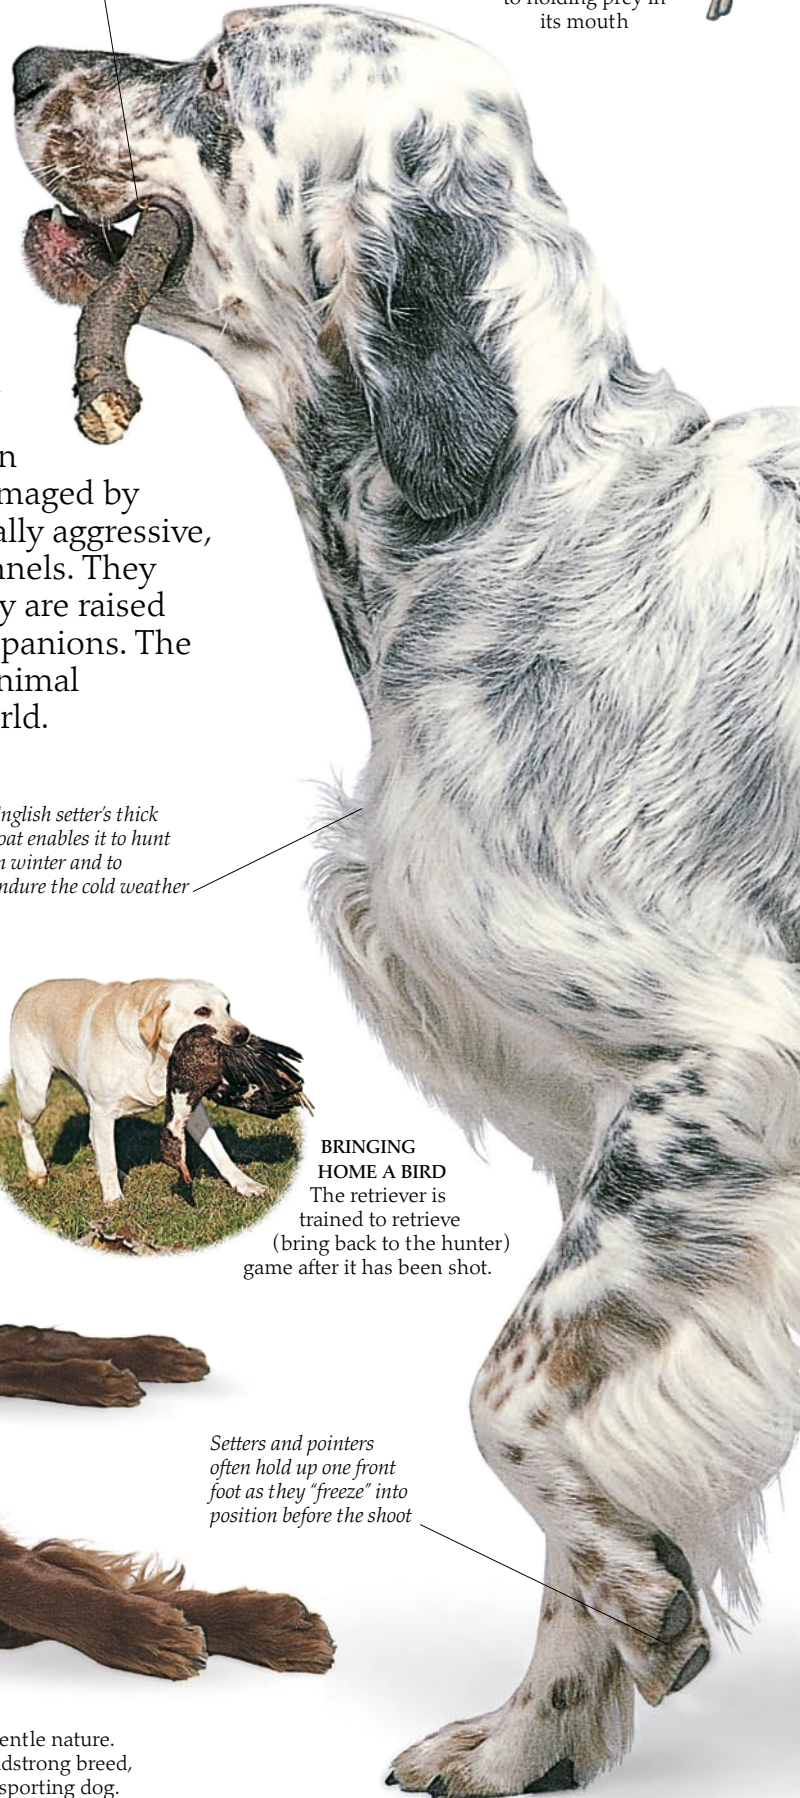 to holding prey in
its mouth
n
maged by
ally aggressive,
nnels. They
y are raised
panions. The
nimal
rld.
nglish setter's thick
oat enables it to hunt
n winter and to
ndure the cold weather
BRINGING
HOME A BIRD
The retriever is
trained to retrieve
(bring back to the hunter)
game after it has been shot.
Setters and pointers
often hold up one front
foot as they "freeze" into
position before the shoot
entle nature.
dstrong breed,
sporting dog.